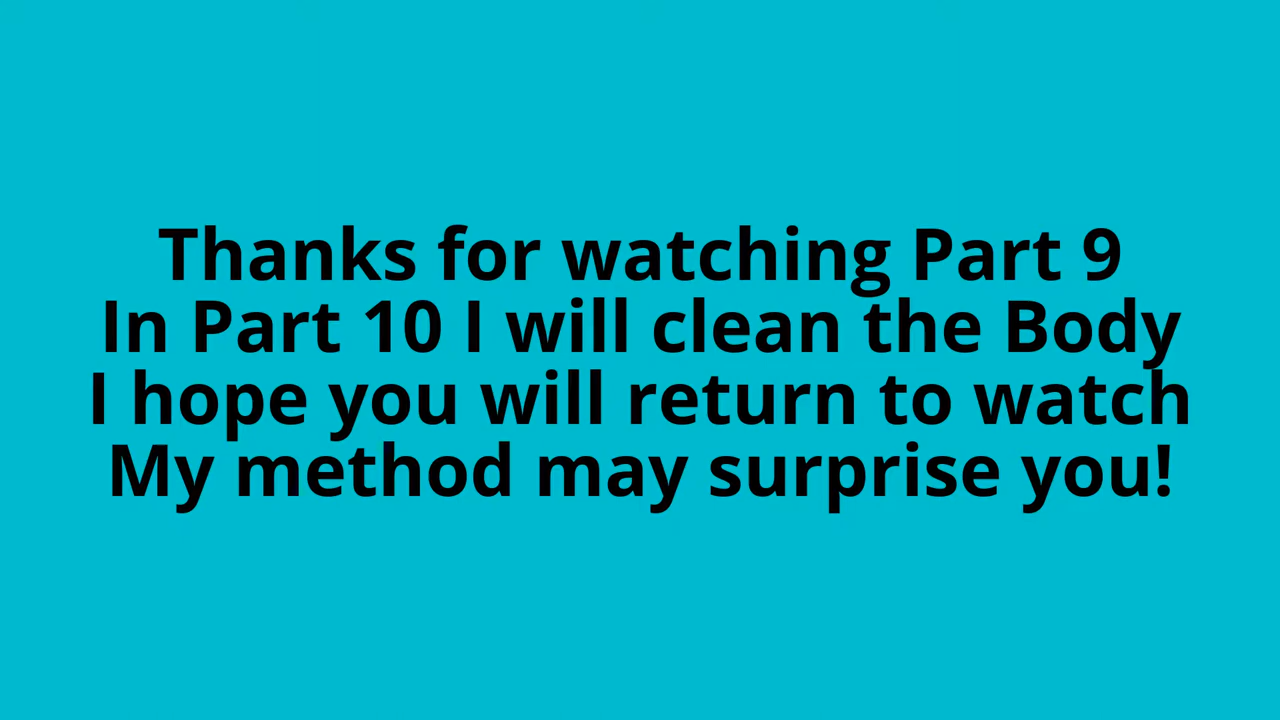 Thanks for watching Part 9
In Part 10 I will clean the Body
I hope you will return to watch
My method may surprise you!